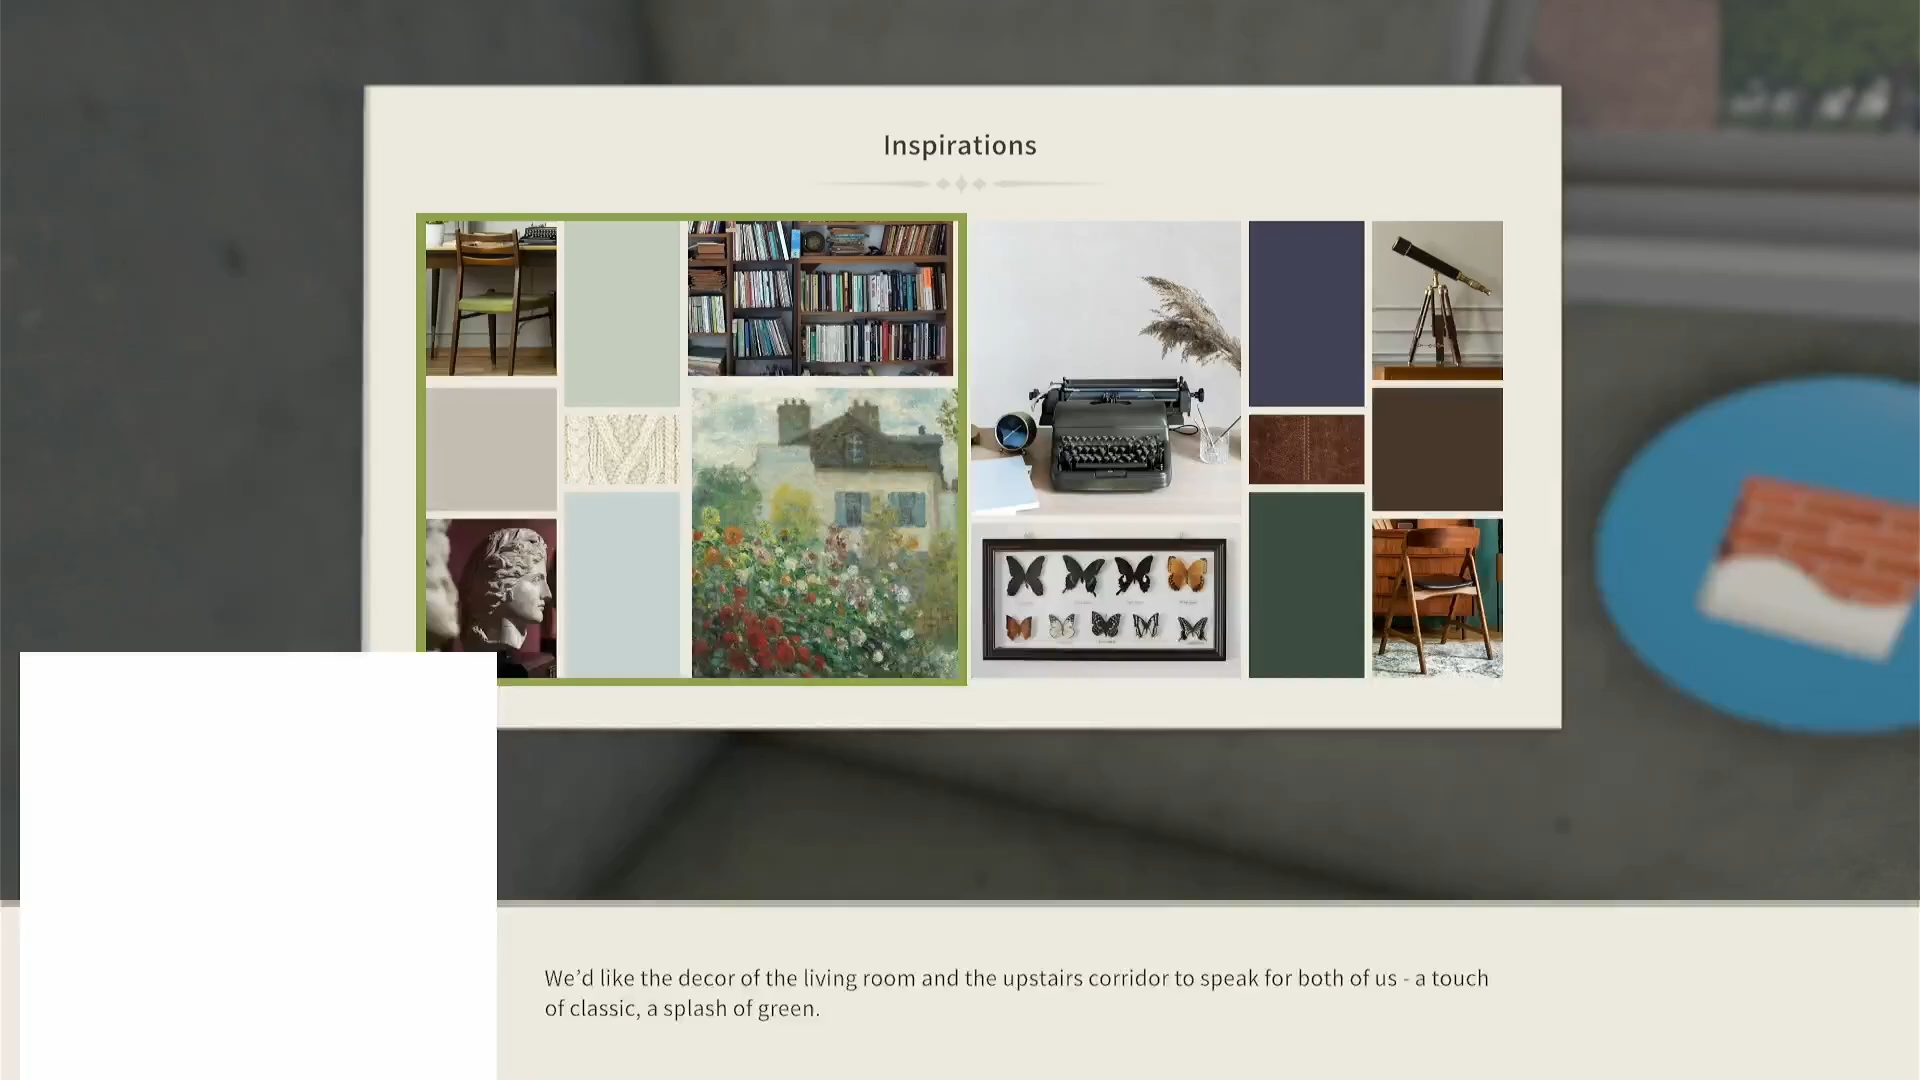 Inspirations
We’d like the decor of the living room and the upstairs corridor to speak for both of us - a touch
of classic, a splash of green.